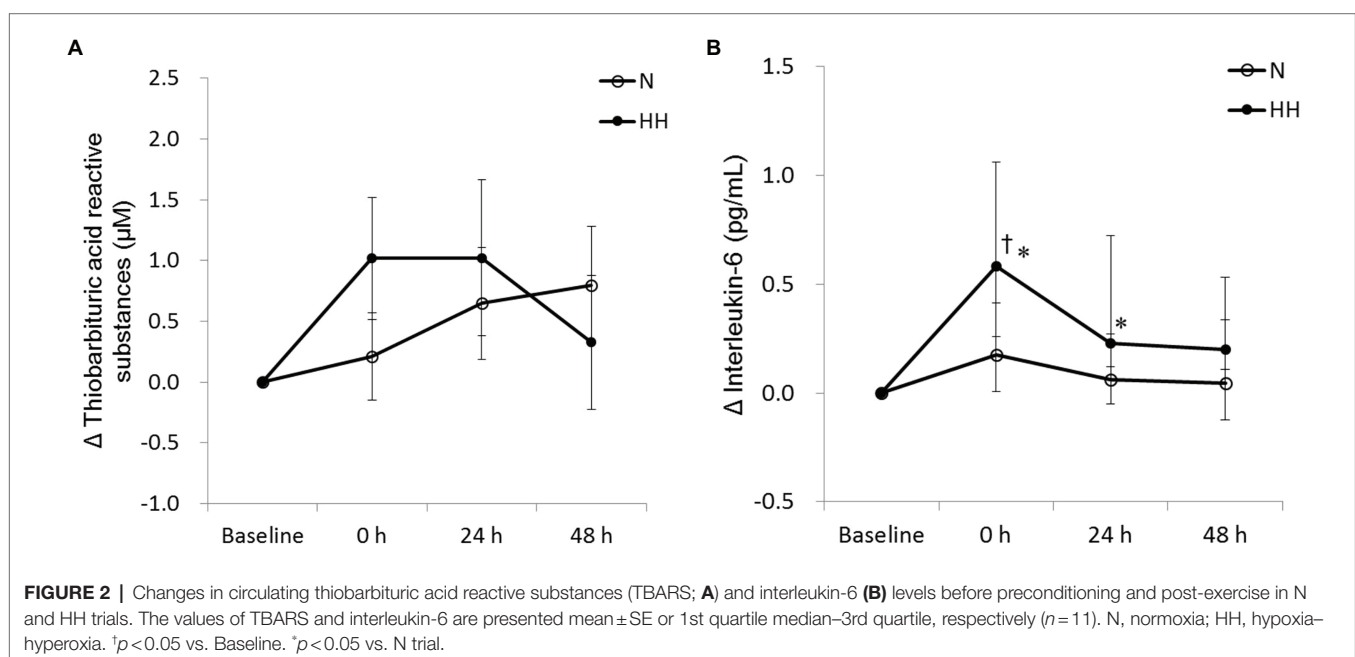 A
N
HH
2.5
2.0
1.5
1.0
0.5
0.0
-0.5
-1.0
Δ Thiobarbituric acid reactive
substances (μM)
Baseline 0 h 24 h 48 h
B
N
HH
1.5
1.0
0.5
0.0
-0.5
Δ Interleukin-6 (pg/mL)
† *
*
Baseline 0 h 24 h 48 h
FIGURE 2 | Changes in circulating thiobarbituric acid reactive substances (TBARS; A) and interleukin-6 (B) levels before preconditioning and post-exercise in N
and HH trials. The values of TBARS and interleukin-6 are presented mean ± SE or 1st quartile median–3rd quartile, respectively (n = 11). N, normoxia; HH, hypoxia–
hyperoxia. †p < 0.05 vs. Baseline. *p < 0.05 vs. N trial.